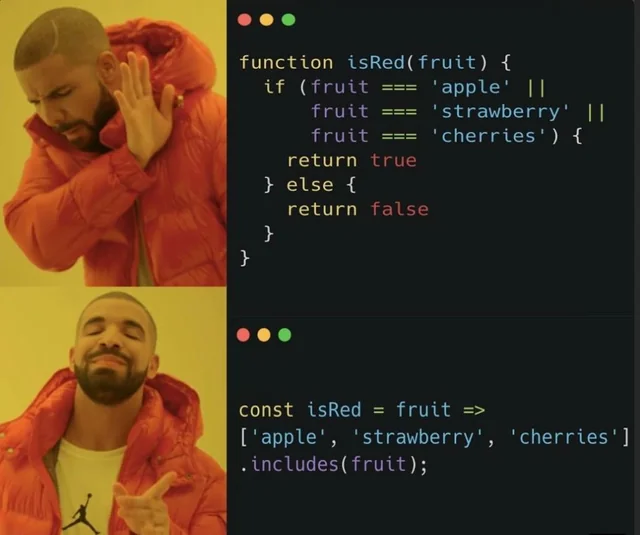 function isRed(fruit) {
  if (fruit === 'apple' ||
      fruit === 'strawberry' ||
      fruit === 'cherries') {
    return true
  } else {
    return false
  }
}
const isRed = fruit =>
['apple', 'strawberry', 'cherries']
.includes(fruit);